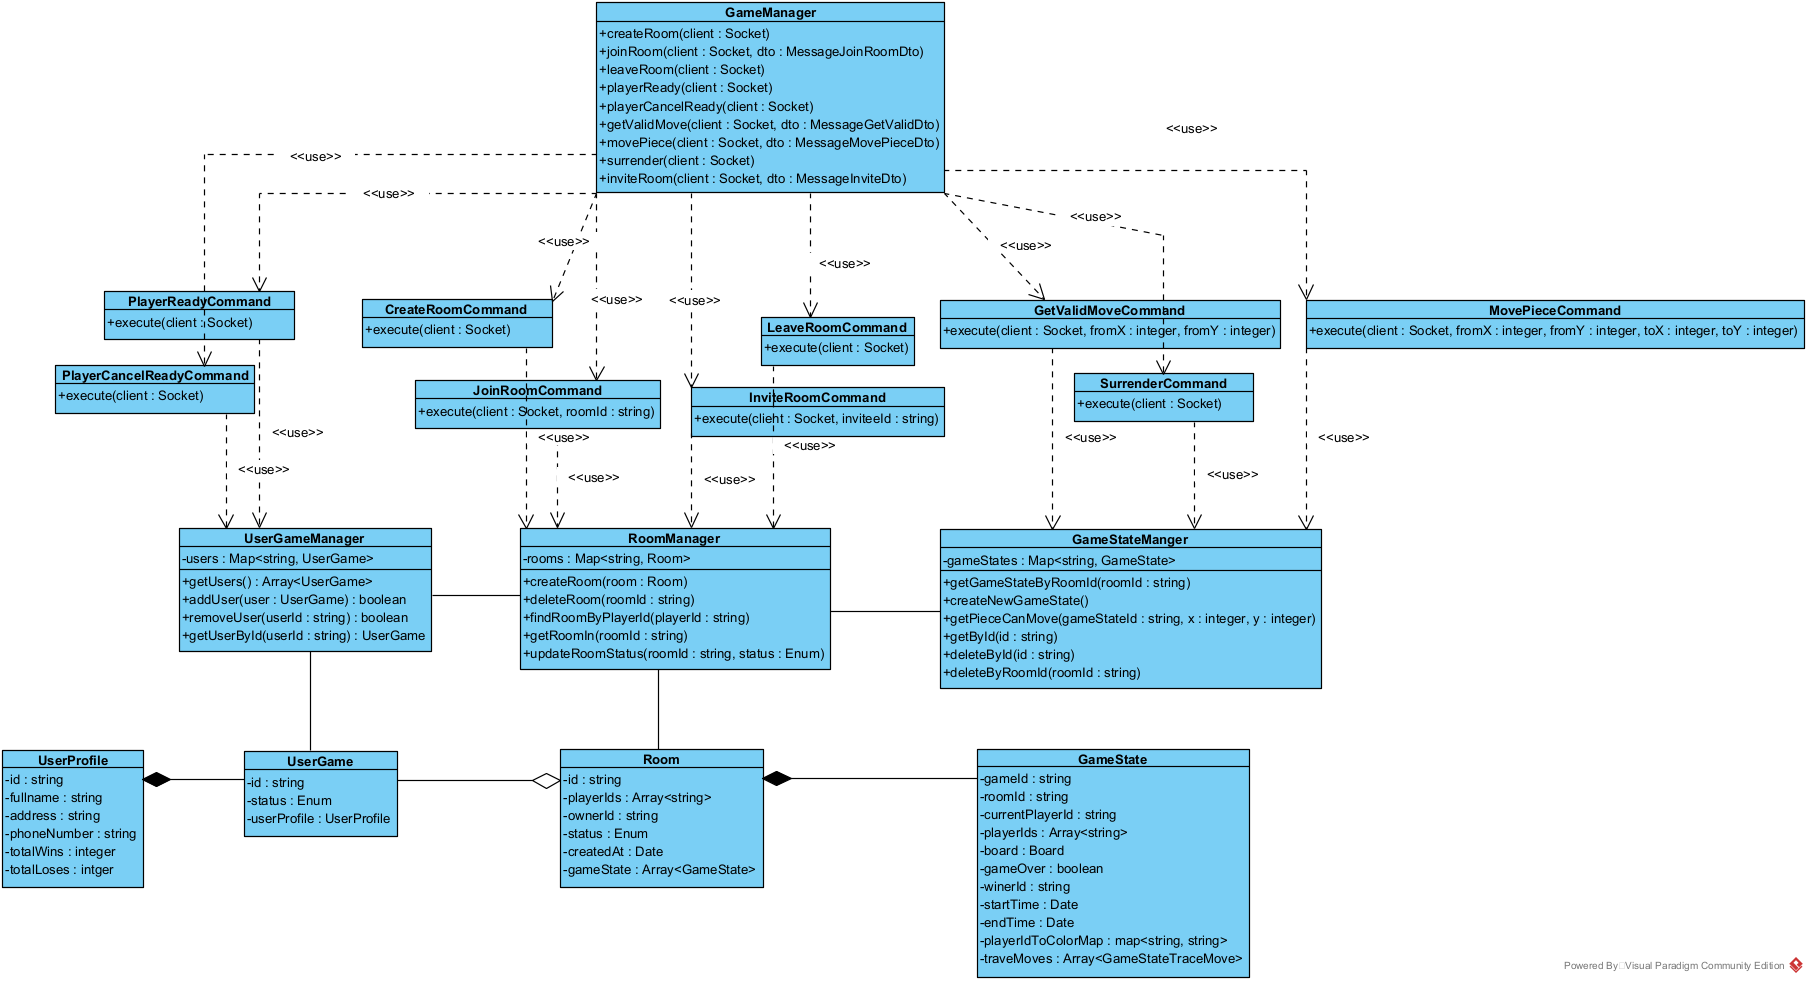 GameManager
+createRoom(client : Socket)
+joinRoom(client : Socket, dto : MessageJoinRoomDto)
+leaveRoom(client : Socket)
+playerReady(client : Socket)
+playerCancelReady(client : Socket)
+getValidMove(client : Socket, dto : MessageGetValidDto)
+movePiece(client : Socket, dto : MessageMovePieceDto)
+surrender(client : Socket)
+inviteRoom(client : Socket, dto : MessageInviteDto)
<<use>>
<<use>>
<<use>>
<<use>>
<<use>>
<<use>>
<<use>>
<<use>>
<<use>>
PlayerReadyCommand
+execute(client : Socket)
PlayerCancelReadyCommand
+execute(client : Socket)
CreateRoomCommand
+execute(client : Socket)
JoinRoomCommand
+execute(client : Socket, roomId : string)
InviteRoomCommand
+execute(client : Socket, inviteeId : string)
LeaveRoomCommand
+execute(client : Socket)
GetValidMoveCommand
+execute(client : Socket, fromX : integer, fromY : integer)
SurrenderCommand
+execute(client : Socket)
MovePieceCommand
+execute(client : Socket, fromX : integer, fromY : integer, toX : integer, toY : integer)
<<use>>
<<use>>
<<use>>
<<use>>
<<use>>
<<use>>
<<use>>
<<use>>
<<use>>
UserGameManager
-users : Map<string, UserGame>
+getUsers() : Array<UserGame>
+addUser(user : UserGame) : boolean
+removeUser(userId : string) : boolean
+getUserById(userId : string) : UserGame
RoomManager
-rooms : Map<string, Room>
+createRoom(room : Room)
+deleteRoom(roomId : string)
+findRoomByPlayerId(playerId : string)
+getRoomIn(roomId : string)
+updateRoomStatus(roomId : string, status : Enum)
GameStateManger
-gameStates : Map<string, GameState>
+getGameStateByRoomId(roomId : string)
+createNewGameState()
+getPieceCanMove(gameStateId : string, x : integer, y : integer)
+getById(id : string)
+deleteById(id : string)
+deleteByRoomId(roomId : string)
UserProfile
-id : string
-fullname : string
-address : string
-phoneNumber : string
-totalWins : integer
-totalLoses : intger
UserGame
-id : string
-status : Enum
-userProfile : UserProfile
Room
-id : string
-playerIds : Array<string>
-ownerId : string
-status : Enum
-createdAt : Date
-gameState : Array<GameState>
GameState
-gameId : string
-roomId : string
-currentPlayerId : string
-playerIds : Array<string>
-board : Board
-gameOver : boolean
-winerId : string
-startTime : Date
-endTime : Date
-playerIdToColorMap : map<string, string>
-traveMoves : Array<GameStateTraceMove>
Powered By Visual Paradigm Community Edition